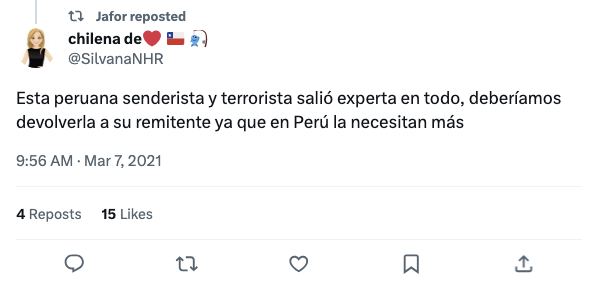 Jafor reposted
chilena de❤️ 🇨🇱 🎣
@SilvanaNHR
Esta peruana senderista y terrorista salió experta en todo, deberíamos
devolverla a su remitente ya que en Perú la necesitan más
9:56 AM · Mar 7, 2021
4 Reposts 15 Likes